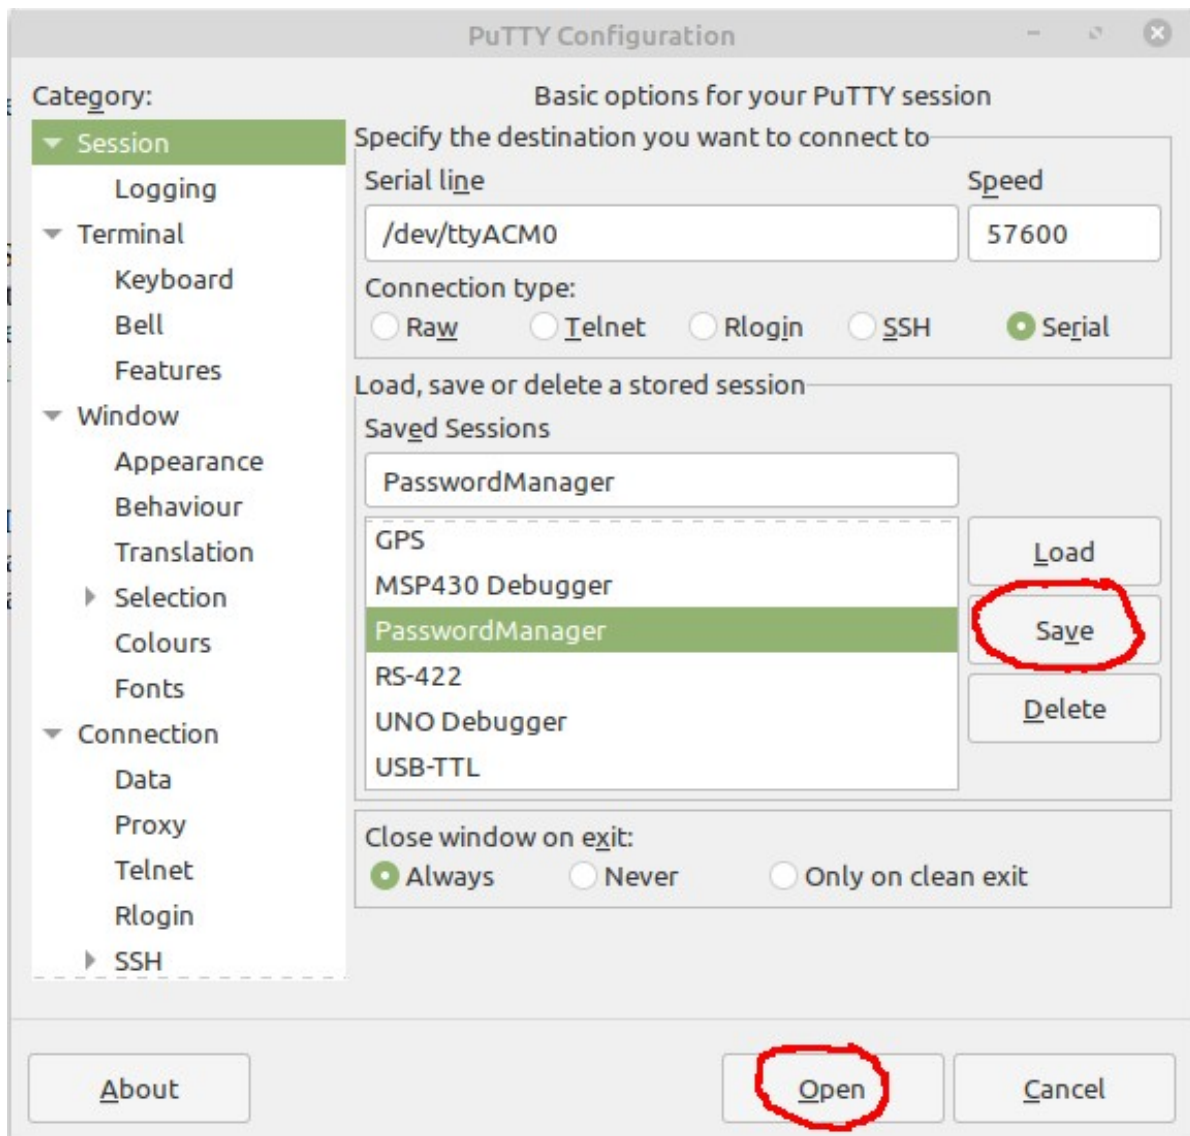 PuTTY Configuration
Category:
Session
Logging
Terminal
Keyboard
Bell
Features
Window
Appearance
Behaviour
Translation
Selection
Colours
Fonts
Connection
Data
Proxy
Telnet
Rlogin
SSH
Basic options for your PuTTY session
Specify the destination you want to connect to
Serial line Speed
/dev/ttyACM0 57600
Connection type:
Raw Telnet Rlogin SSH Serial
Load, save or delete a stored session
Saved Sessions
PasswordManager
GPS
MSP430 Debugger
PasswordManager
RS-422
UNO Debugger
USB-TTL
Load
Save
Delete
Close window on exit:
Always Never Only on clean exit
About Open Cancel